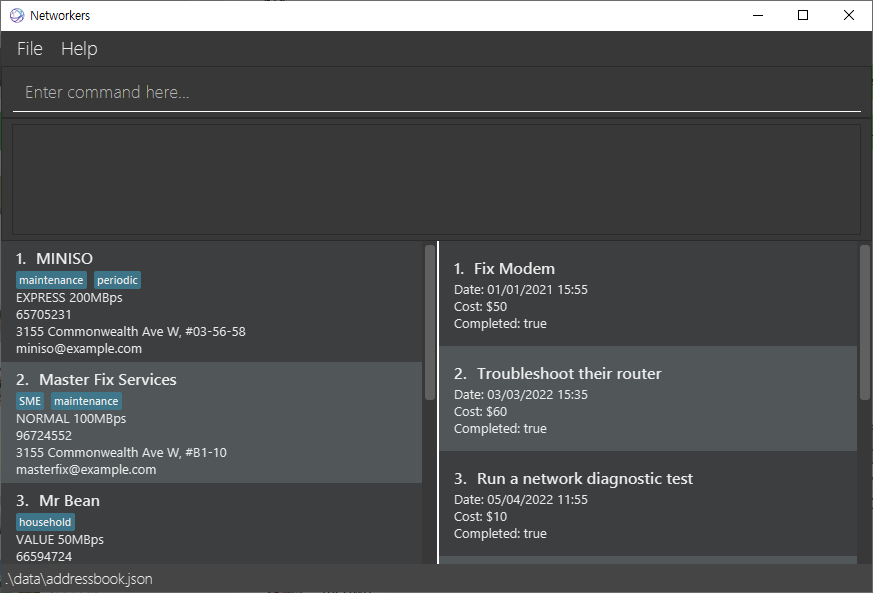 Networkers
File Help
Enter command here...
1. MINISO
maintenance periodic
EXPRESS 200MBps
65705231
3155 Commonwealth Ave W, #03-56-58
miniso@example.com
2. Master Fix Services
SME maintenance
NORMAL 100MBps
96724552
3155 Commonwealth Ave W, #B1-10
masterfix@example.com
3. Mr Bean
household
VALUE 50MBps
66594724
1. Fix Modem
Date: 01/01/2021 15:55
Cost: $50
Completed: true
2. Troubleshoot their router
Date: 03/03/2022 15:35
Cost: $60
Completed: true
3. Run a network diagnostic test
Date: 05/04/2022 11:55
Cost: $10
Completed: true
.\data\addressbook.json